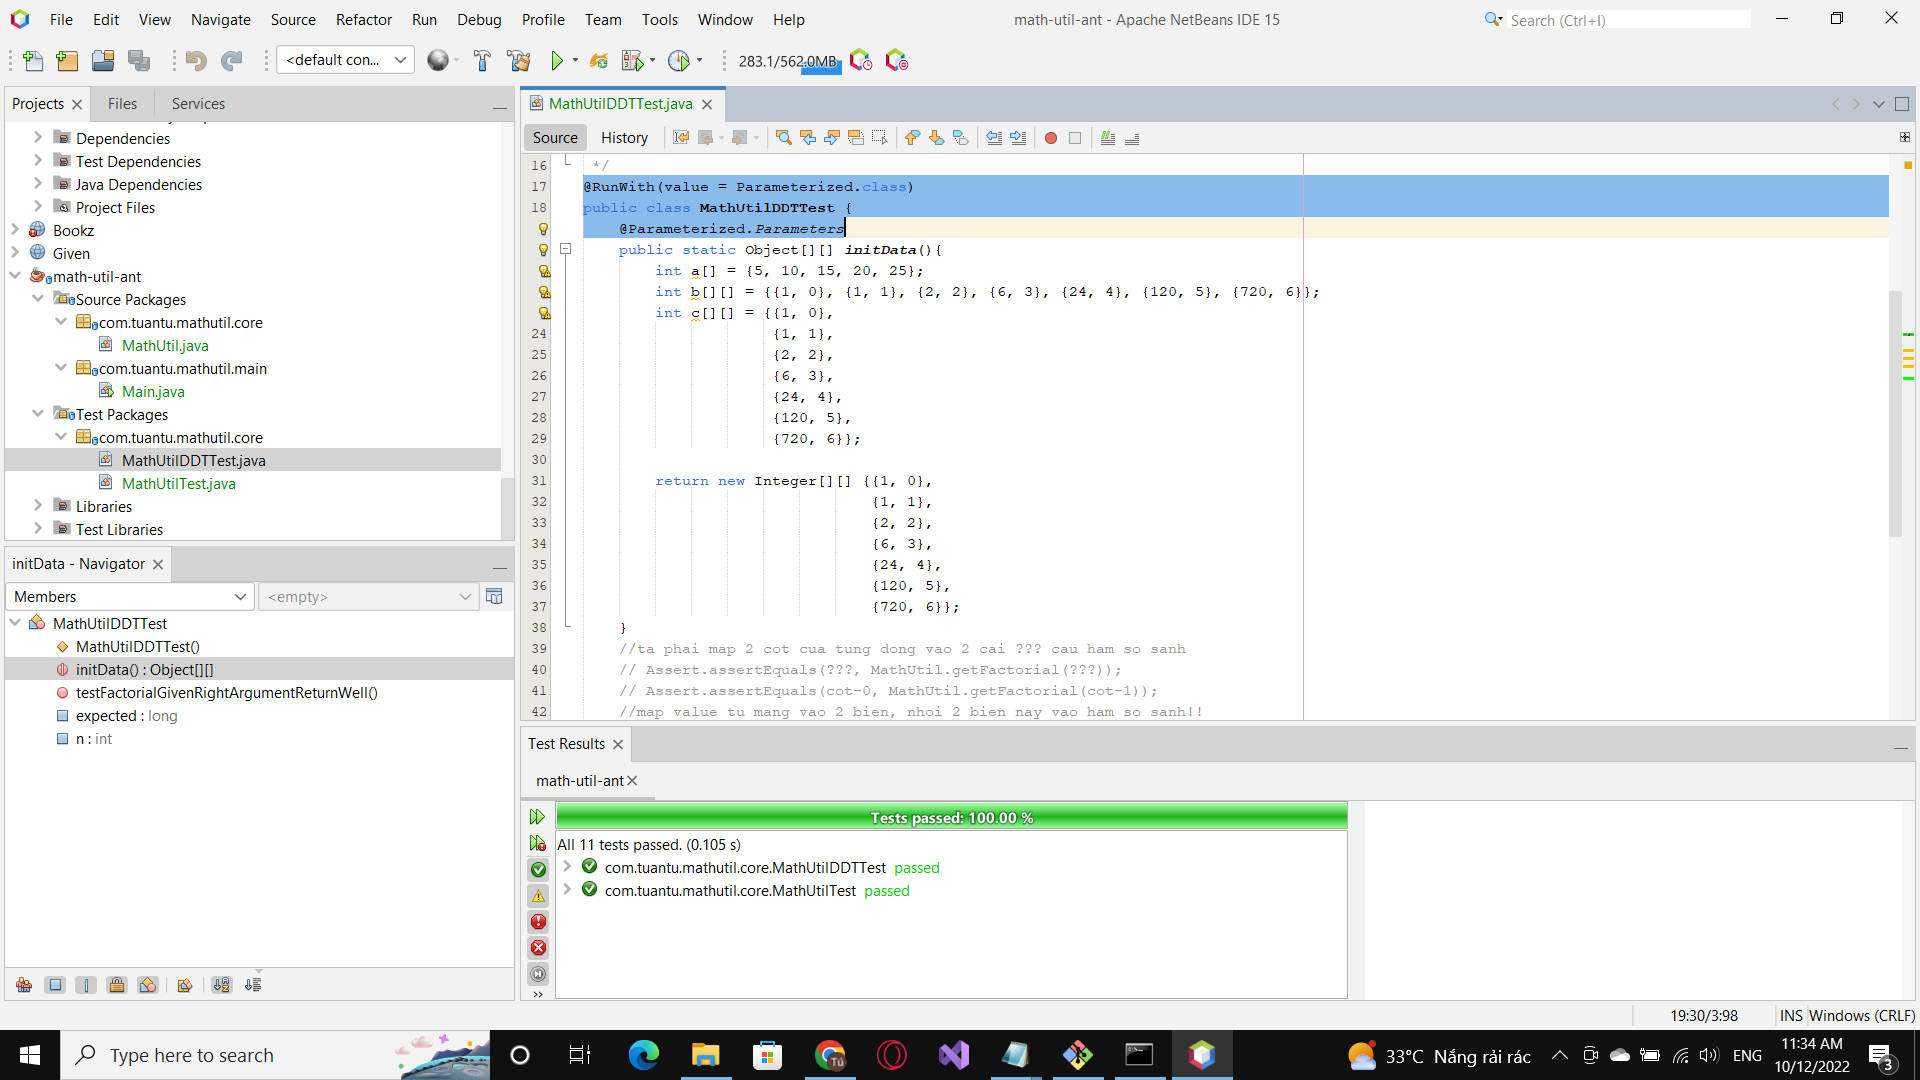 File Edit View Navigate Source Refactor Run Debug Profile Team Tools Window Help
math-util-ant - Apache NetBeans IDE 15
Search (Ctrl+I)
<default con...
283.1/562.0MB
Projects Files Services
Dependencies
Test Dependencies
Java Dependencies
Project Files
Bookz
Given
math-util-ant
Source Packages
com.tuantu.mathutil.core
MathUtil.java
com.tuantu.mathutil.main
Main.java
Test Packages
com.tuantu.mathutil.core
MathUtilDDTTest.java
MathUtilTest.java
Libraries
Test Libraries
initData - Navigator
Members
<empty>
MathUtilDDTTest
MathUtilDDTTest()
initData() : Object[][]
testFactorialGivenRightArgumentReturnWell()
expected : long
n : int
MathUtilDDTTest.java
Source History
16 */
17 @RunWith(value = Parameterized.class)
18 public class MathUtilDDTTest {
@Parameterized.Parameters
public static Object[][] initData(){
int a[] = {5, 10, 15, 20, 25};
int b[][] = {{1, 0}, {1, 1}, {2, 2}, {6, 3}, {24, 4}, {120, 5}, {720, 6}};
int c[][] = {{1, 0},
24 {1, 1},
25 {2, 2},
26 {6, 3},
27 {24, 4},
28 {120, 5},
29 {720, 6}};
30
31 return new Integer[][] {{1, 0},
32 {1, 1},
33 {2, 2},
34 {6, 3},
35 {24, 4},
36 {120, 5},
37 {720, 6}};
38 }
39 //ta phai map 2 cot cua tung dong vao 2 cai ??? cau ham so sanh
40 // Assert.assertEquals(???, MathUtil.getFactorial(???));
41 // Assert.assertEquals(cot-0, MathUtil.getFactorial(cot-1));
42 //map value tu mang vao 2 bien, nhoi 2 bien nay vao ham so sanh!!
Test Results
math-util-ant
Tests passed: 100.00 %
All 11 tests passed. (0.105 s)
com.tuantu.mathutil.core.MathUtilDDTTest passed
com.tuantu.mathutil.core.MathUtilTest passed
19:30/3:98 INS Windows (CRLF)
Type here to search
33°C Nắng rải rác
ENG
11:34 AM
10/12/2022
3